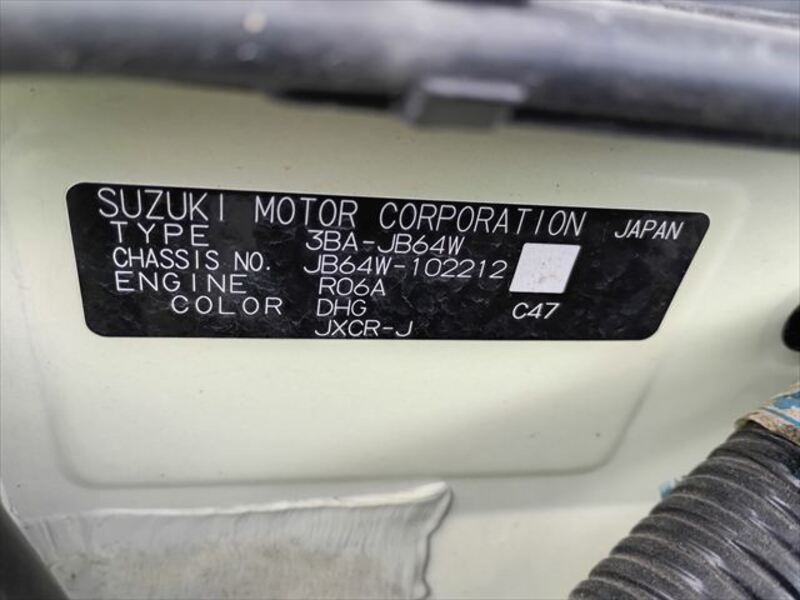 SUZUKI MOTOR CORPORATION JAPAN
TYPE 3BA-JB64W
CHASSIS NO. JB64W-102212
ENGINE R06A
COLOR DHG C47
JXCR-J